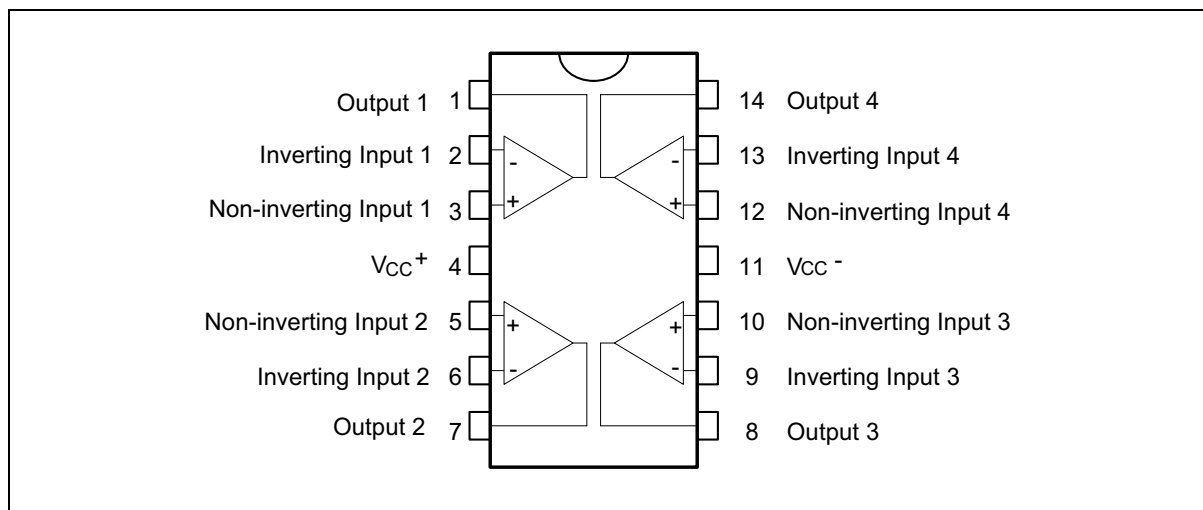 Output 1 1 14 Output 4
Inverting Input 1 2 - - 13 Inverting Input 4
Non-inverting Input 1 3 + + 12 Non-inverting Input 4
VCC+ 4 11 VCC-
Non-inverting Input 2 5 + + 10 Non-inverting Input 3
Inverting Input 2 6 - - 9 Inverting Input 3
Output 2 7 8 Output 3